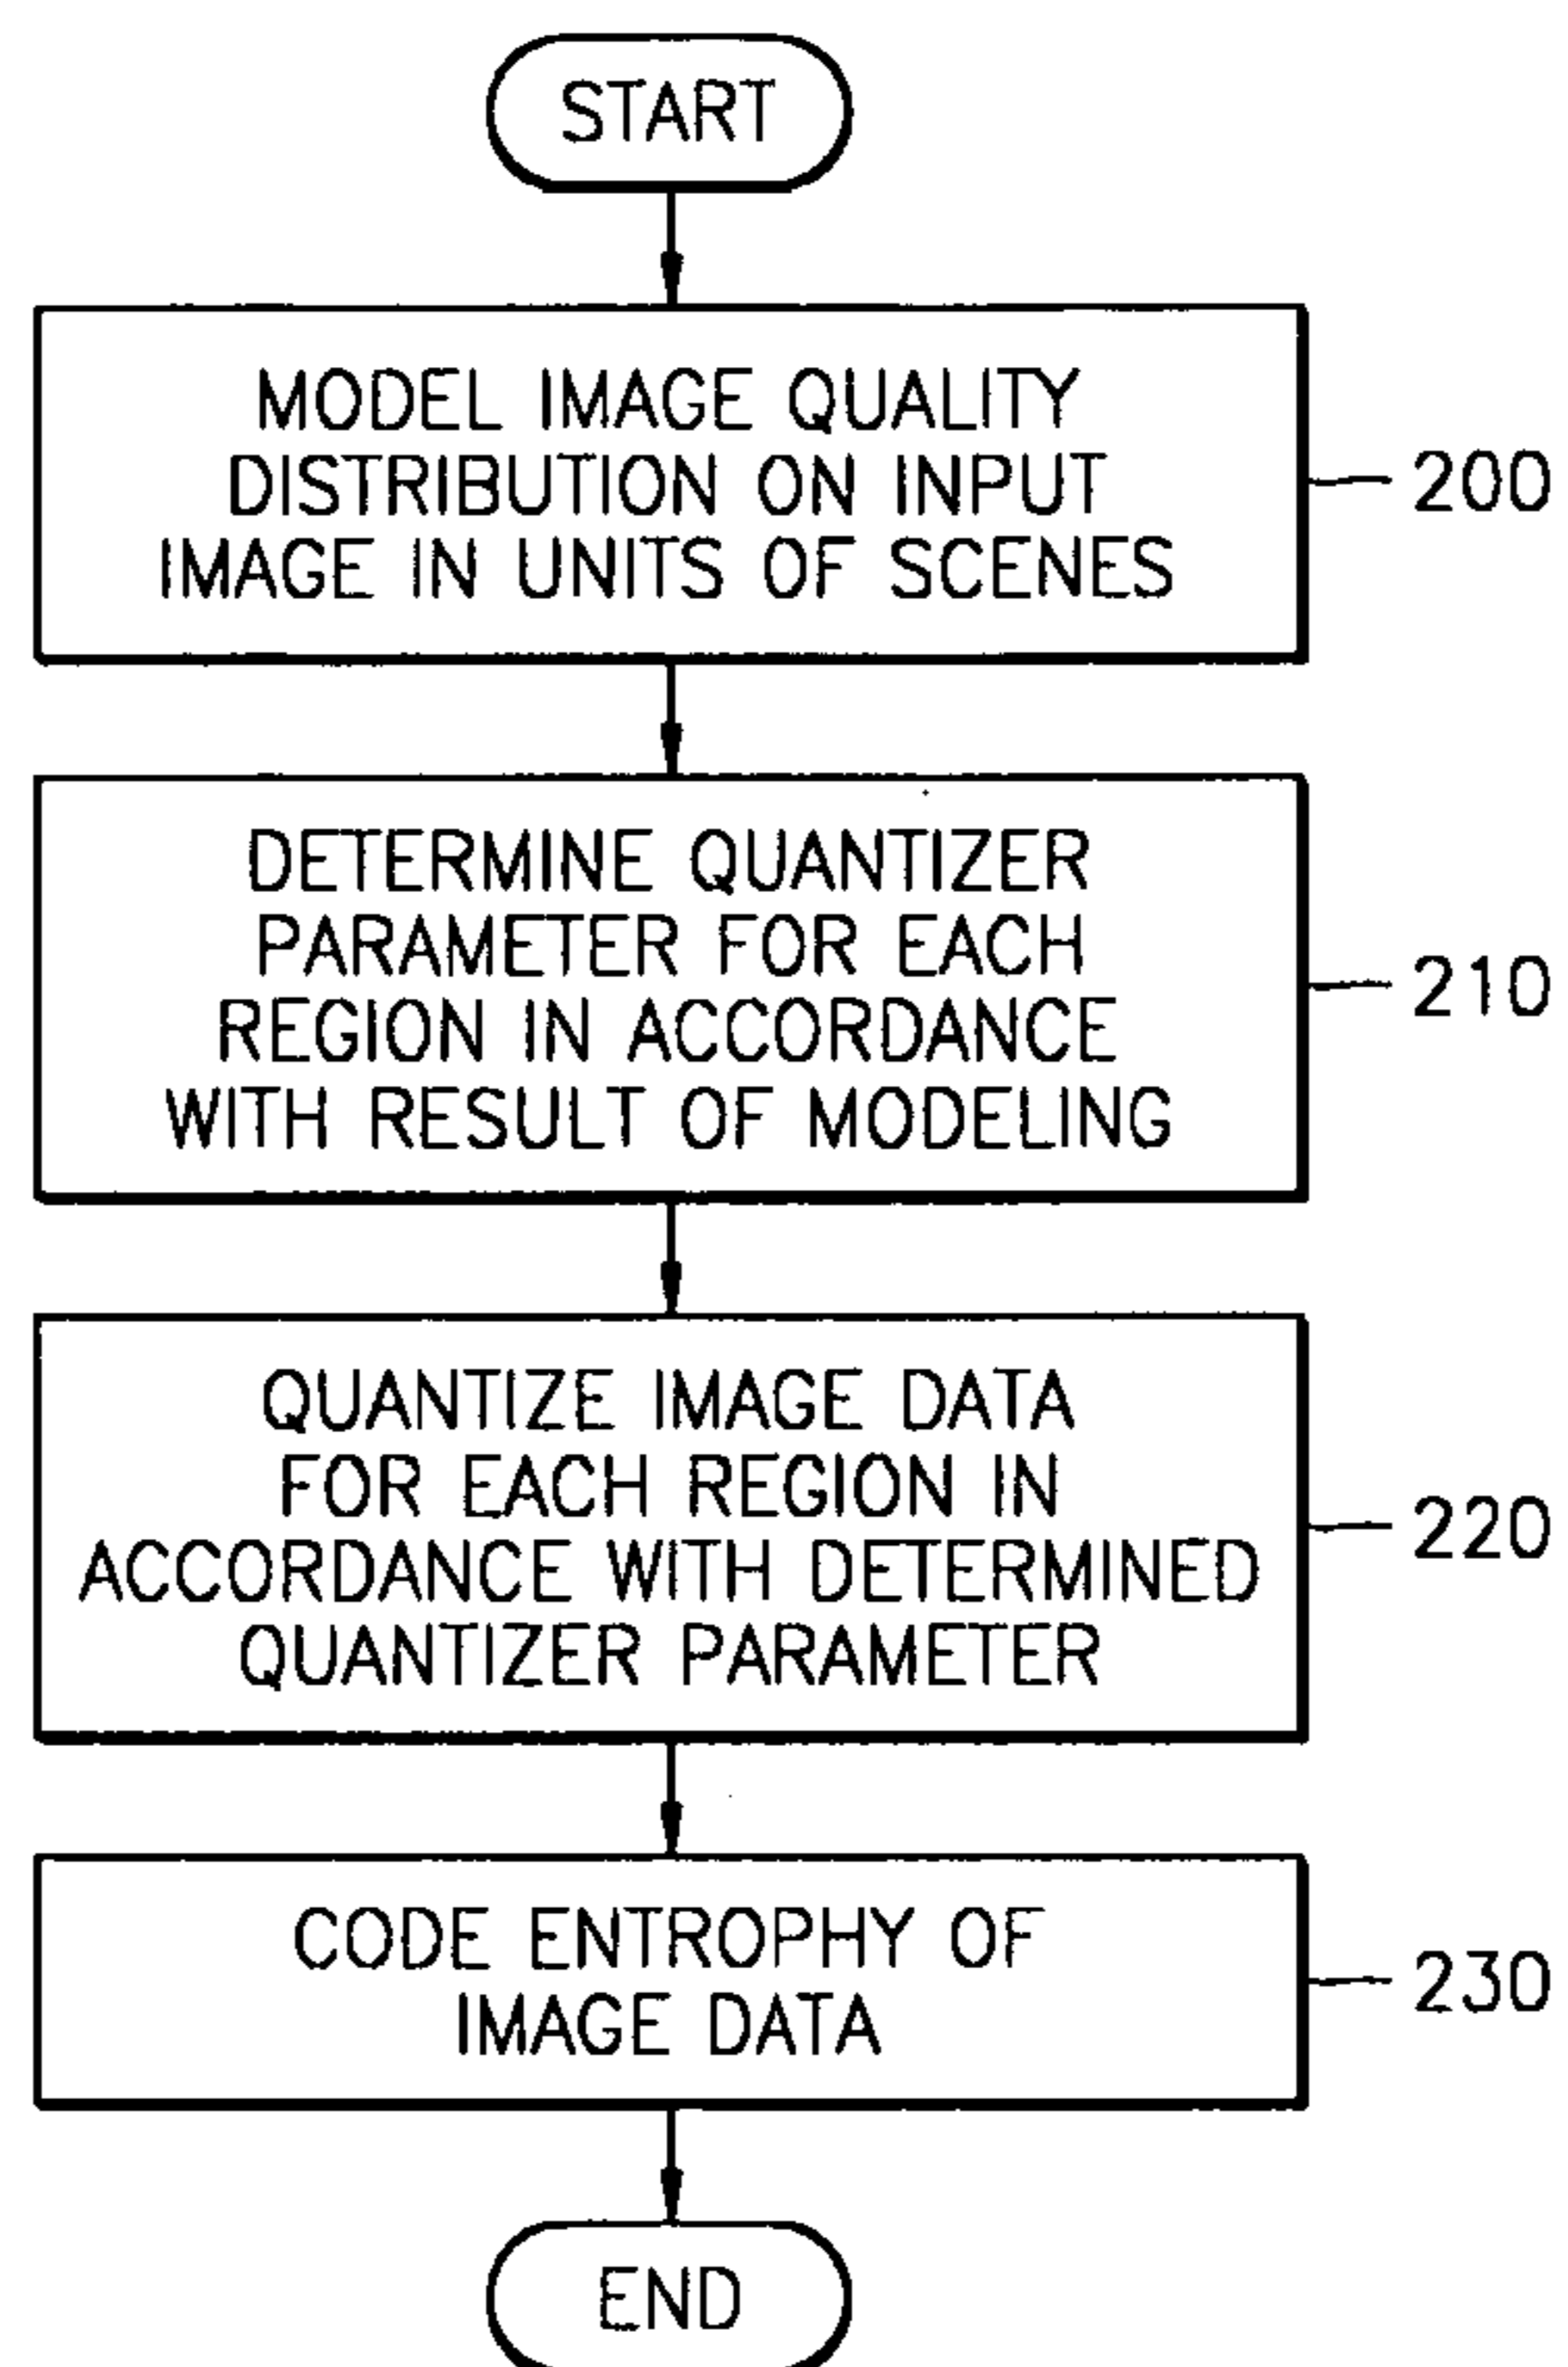 START
MODEL IMAGE QUALITY
DISTRIBUTION ON INPUT
IMAGE IN UNITS OF SCENES
200
DETERMINE QUANTIZER
PARAMETER FOR EACH
REGION IN ACCORDANCE
WITH RESULT OF MODELING
210
QUANTIZE IMAGE DATA
FOR EACH REGION IN
ACCORDANCE WITH DETERMINED
QUANTIZER PARAMETER
220
CODE ENTROPHY OF
IMAGE DATA
230
END